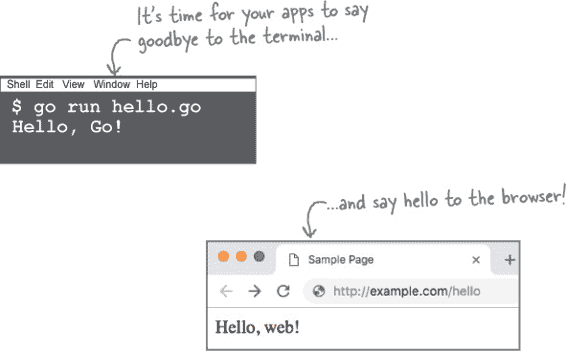 It's time for your apps to say
goodbye to the terminal...
Shell Edit View Window Help
$ go run hello.go
Hello, Go!
...and say hello to the browser!
Sample Page
http://example.com/hello
Hello, web!